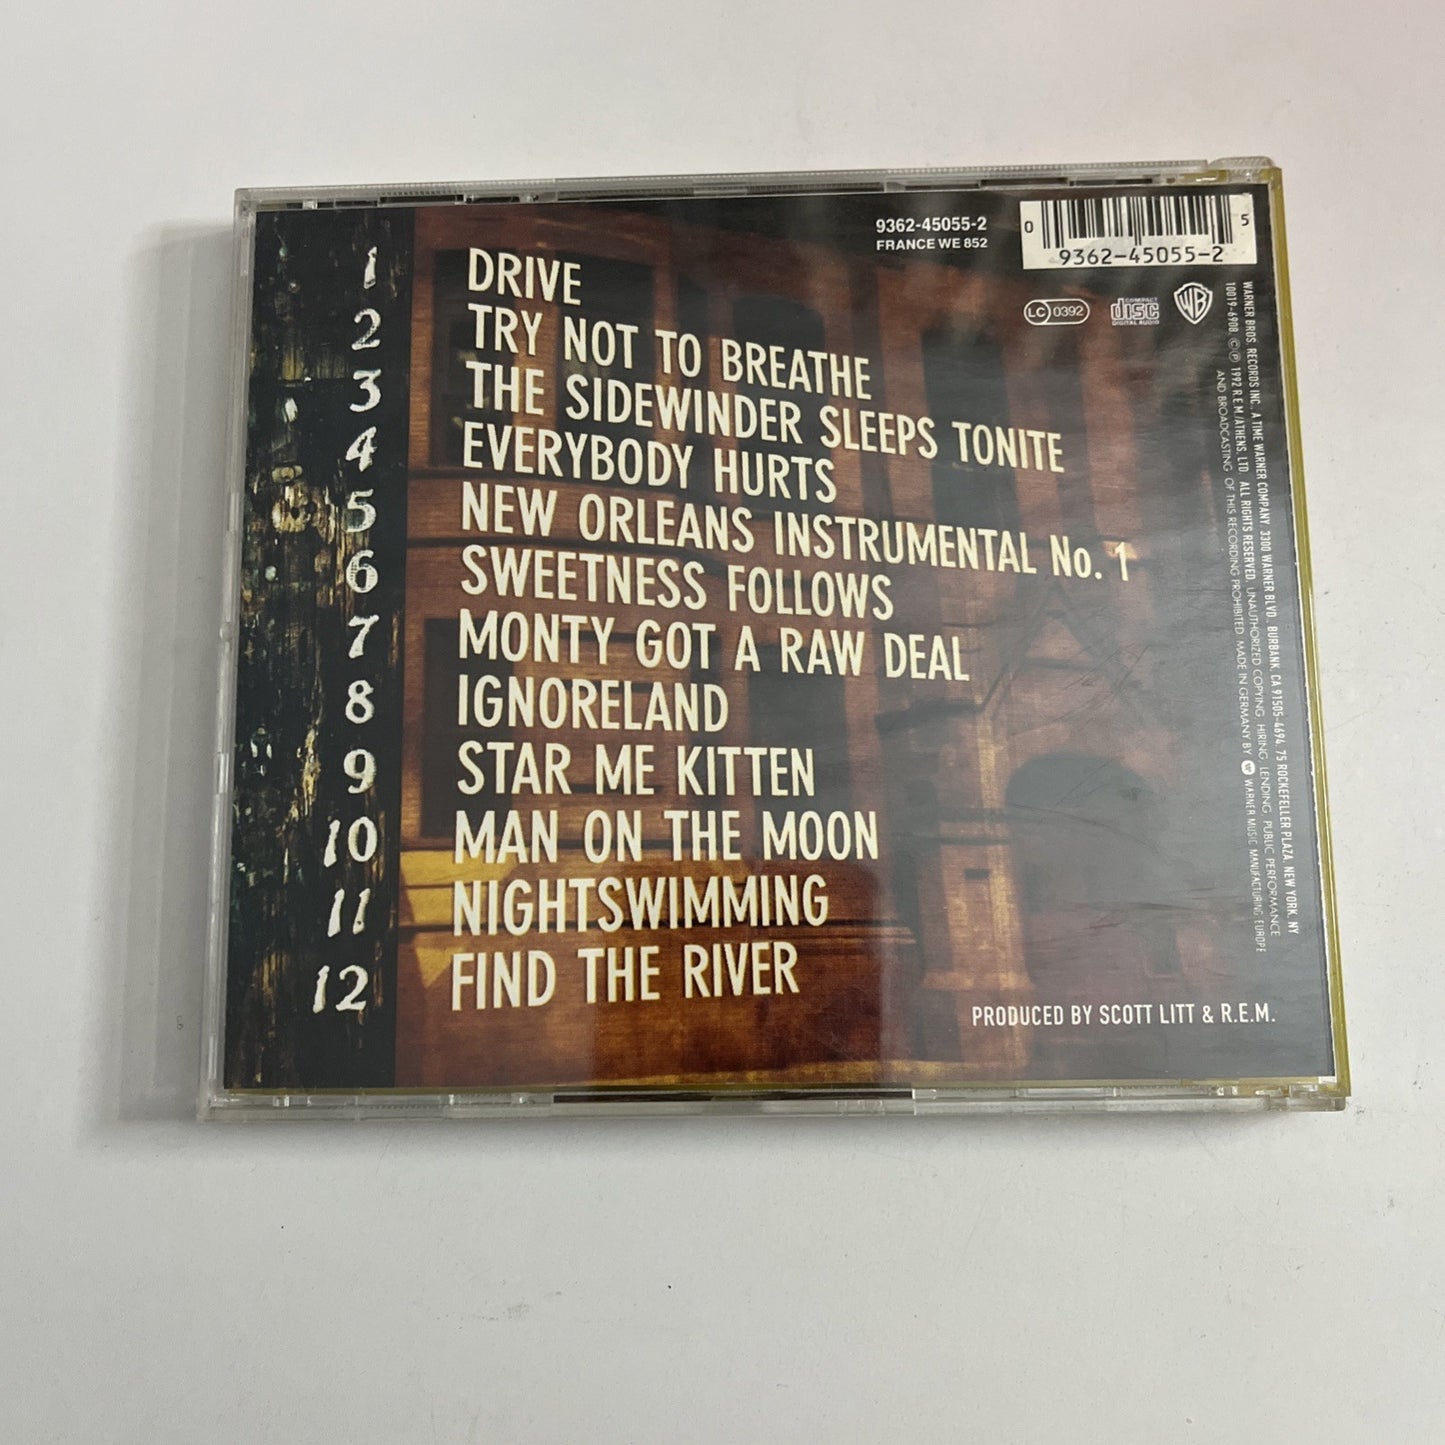 9362-45055-2
FRANCE WE 852
0 9362-45055-2 5
LC 0392
COMPACT
disc
DIGITAL AUDIO
WB
1 DRIVE
2 TRY NOT TO BREATHE
3 THE SIDEWINDER SLEEPS TONITE
4 EVERYBODY HURTS
5 NEW ORLEANS INSTRUMENTAL No. 1
6 SWEETNESS FOLLOWS
7 MONTY GOT A RAW DEAL
8 IGNORELAND
9 STAR ME KITTEN
10 MAN ON THE MOON
11 NIGHTSWIMMING
12 FIND THE RIVER
PRODUCED BY SCOTT LITT & R.E.M.
WARNER BROS. RECORDS INC., A TIME WARNER COMPANY. 3300 WARNER BLVD., BURBANK, CA 91505-4694. 75 ROCKEFELLER PLAZA, NEW YORK, NY
10019-6908. © ℗ 1992 R.E.M./ATHENS, LTD. ALL RIGHTS RESERVED. UNAUTHORIZED COPYING, HIRING, LENDING, PUBLIC PERFORMANCE
AND BROADCASTING OF THIS RECORDING PROHIBITED. MADE IN GERMANY BY WARNER MUSIC MANUFACTURING EUROPE